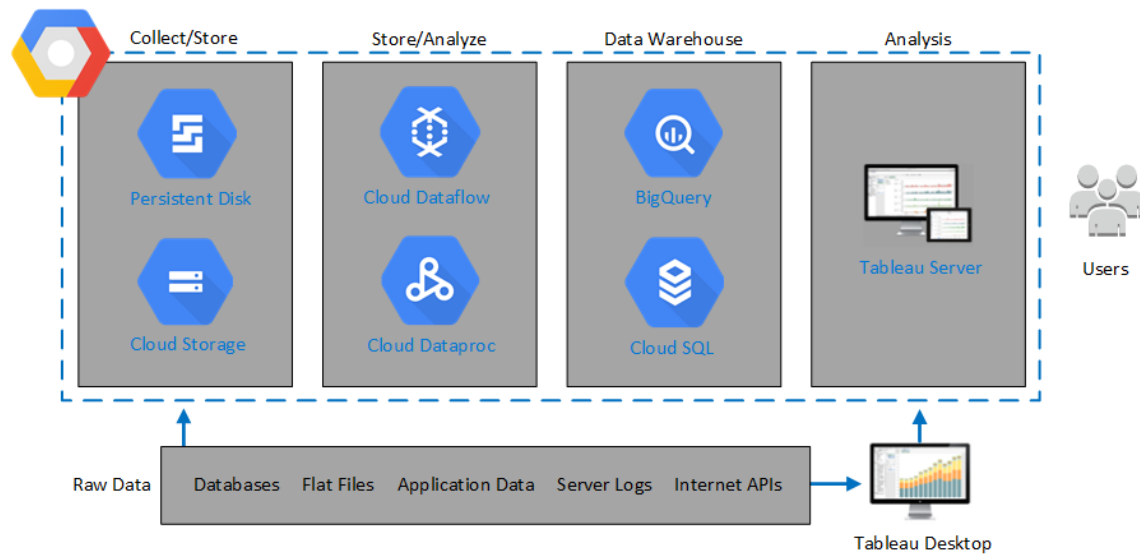 Collect/Store
Store/Analyze
Data Warehouse
Analysis
Persistent Disk
Cloud Dataflow
BigQuery
Tableau Server
Cloud Storage
Cloud Dataproc
Cloud SQL
Users
Raw Data
Databases
Flat Files
Application Data
Server Logs
Internet APIs
Tableau Desktop